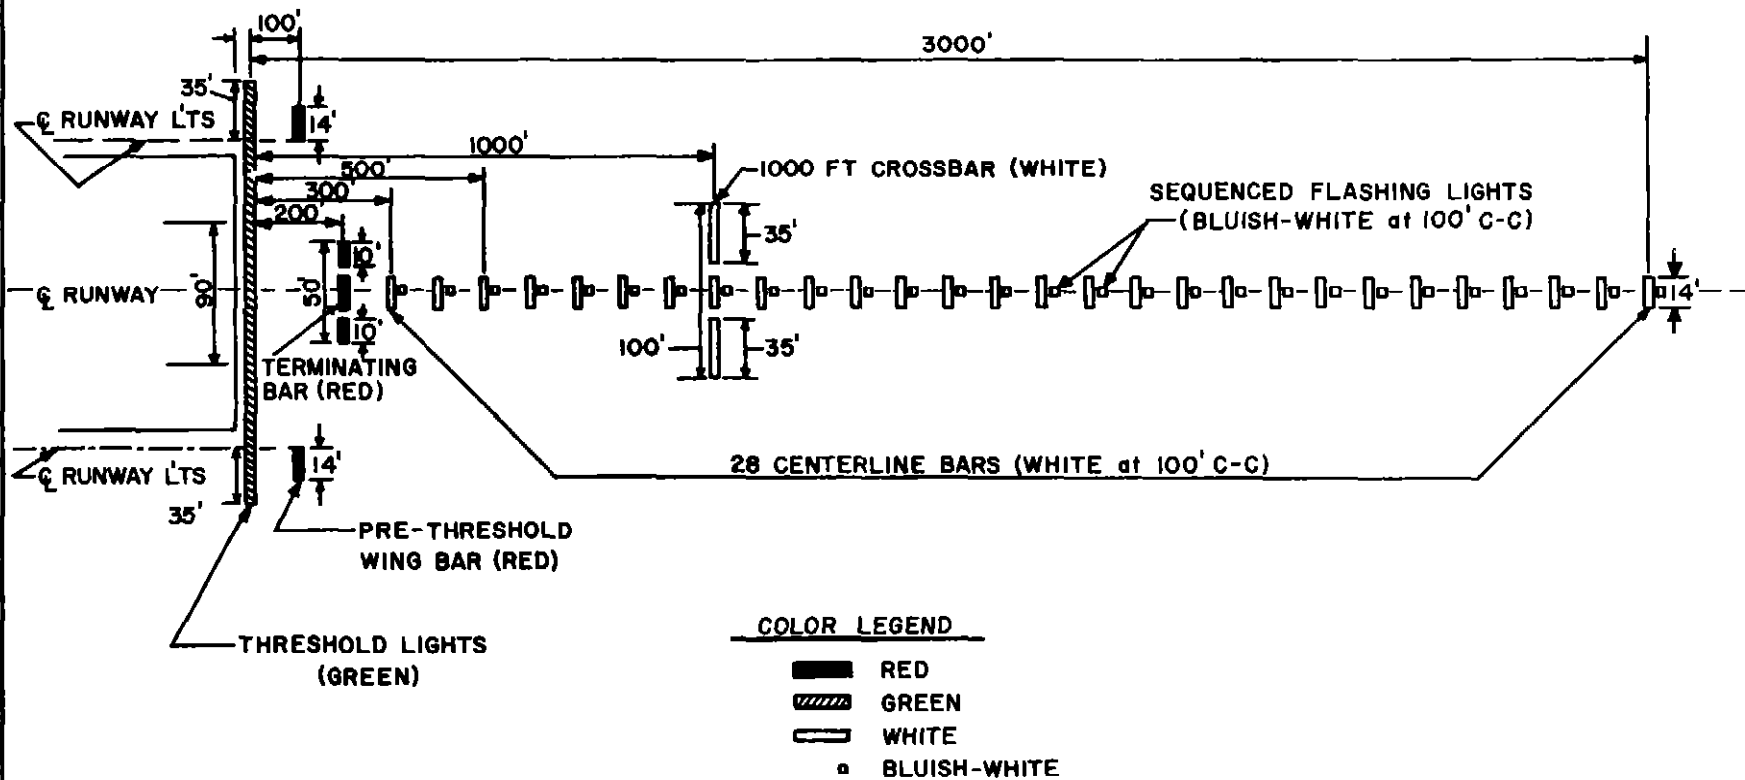 100'
3000'
35'
℄ RUNWAY L'TS
14'
1000'
500'
300'
200'
1000 FT CROSSBAR (WHITE)
SEQUENCED FLASHING LIGHTS
(BLUISH-WHITE at 100' C-C)
35'
10'
90'
50'
℄ RUNWAY
14'
10'
100'
35'
TERMINATING
BAR (RED)
℄ RUNWAY L'TS
14'
28 CENTERLINE BARS (WHITE at 100' C-C)
35'
PRE-THRESHOLD
WING BAR (RED)
THRESHOLD LIGHTS
(GREEN)
COLOR LEGEND
RED
GREEN
WHITE
BLUISH-WHITE